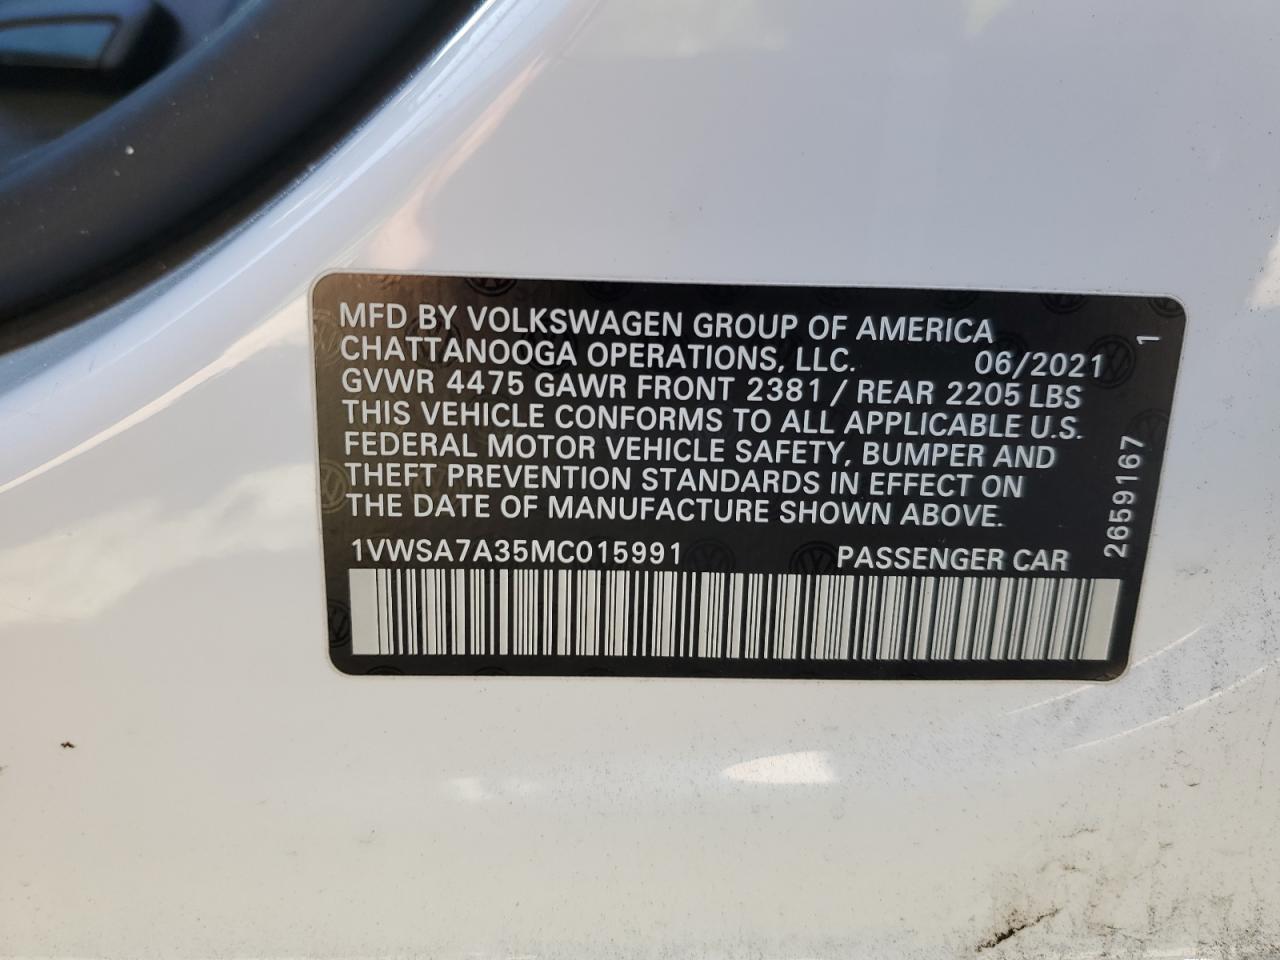 MFD BY VOLKSWAGEN GROUP OF AMERICA
CHATTANOOGA OPERATIONS, LLC. 06/2021
GVWR 4475 GAWR FRONT 2381 / REAR 2205 LBS
THIS VEHICLE CONFORMS TO ALL APPLICABLE U.S.
FEDERAL MOTOR VEHICLE SAFETY, BUMPER AND
THEFT PREVENTION STANDARDS IN EFFECT ON
THE DATE OF MANUFACTURE SHOWN ABOVE.
1VWSA7A35MC015991 PASSENGER CAR
2659167 1